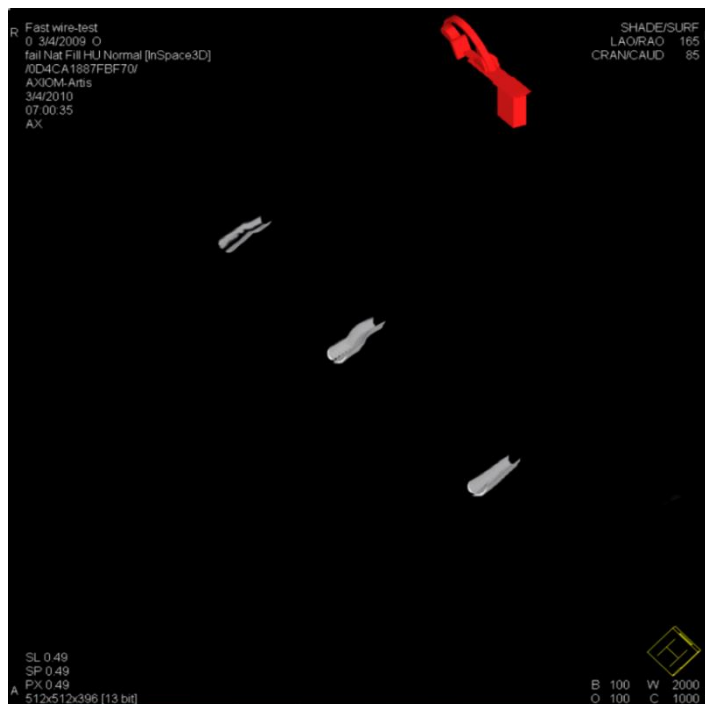 R
Fast wire-test
0 3/4/2009 O
fail Nat Fill HU Normal [InSpace3D]
/0D4CA1887FBF70/
AXIOM-Artis
3/4/2010
07:00:35
AX
SHADE/SURF
LAO/RAO 165
CRAN/CAUD 85
SL 0.49
SP 0.49
PX 0.49
A
512x512x396 [13 bit]
H
B 100 W 2000
O 100 C 1000